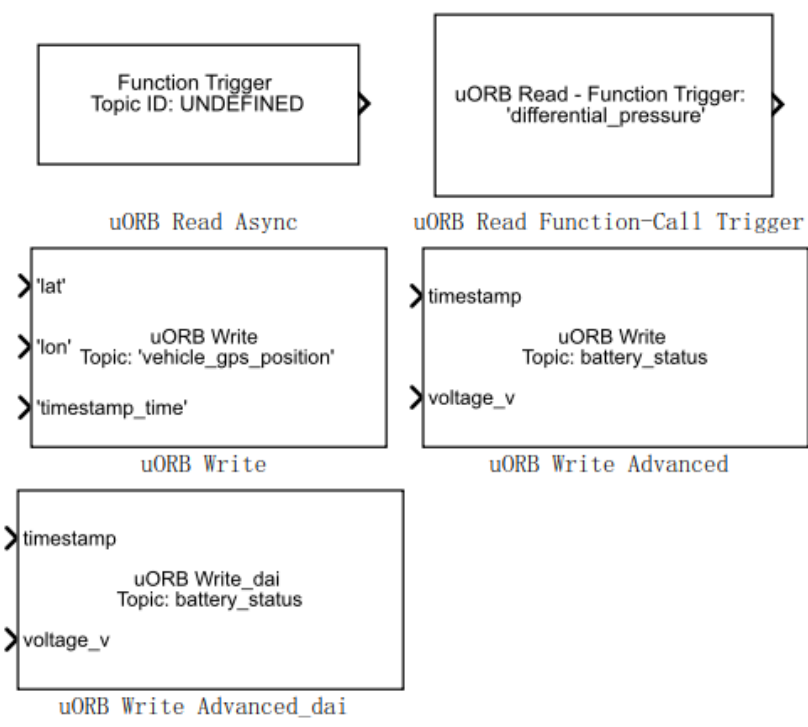 Function Trigger
Topic ID: UNDEFINED
uORB Read Async
uORB Read - Function Trigger:
'differential_pressure'
uORB Read Function-Call Trigger
'lat'
'lon'
'timestamp_time'
uORB Write
Topic: 'vehicle_gps_position'
uORB Write
timestamp
voltage_v
uORB Write
Topic: battery_status
uORB Write Advanced
timestamp
voltage_v
uORB Write_dai
Topic: battery_status
uORB Write Advanced_dai